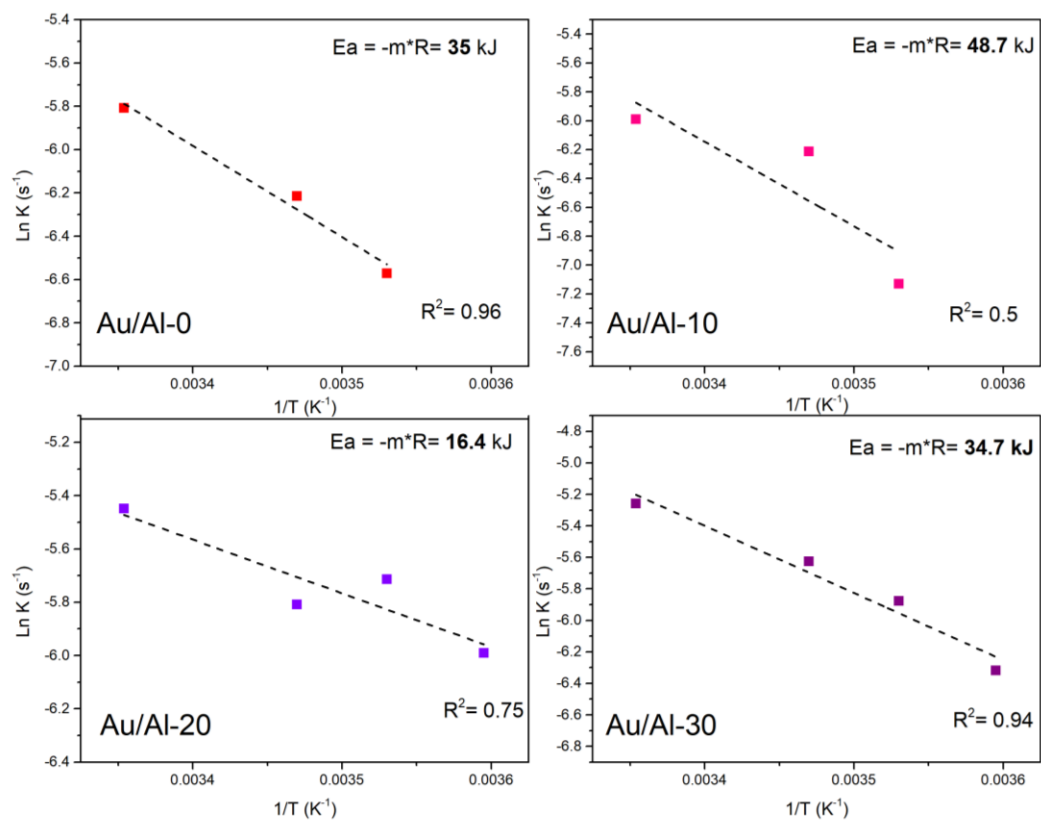 Ea = -m*R= 35 kJ
-5.4
-5.6
-5.8
-6.0
-6.2
-6.4
-6.6
-6.8
-7.0
Ln K (s⁻¹)
R²= 0.96
Au/Al-0
0.0034 0.0035 0.0036
1/T (K⁻¹)
Ea = -m*R= 48.7 kJ
-5.4
-5.6
-5.8
-6.0
-6.2
-6.4
-6.6
-6.8
-7.0
-7.2
-7.4
-7.6
Ln K (s⁻¹)
R²= 0.5
Au/Al-10
0.0034 0.0035 0.0036
1/T (K⁻¹)
Ea = -m*R= 16.4 kJ
-5.2
-5.4
-5.6
-5.8
-6.0
-6.2
-6.4
Ln K (s⁻¹)
R²= 0.75
Au/Al-20
0.0034 0.0035 0.0036
1/T (K⁻¹)
Ea = -m*R= 34.7 kJ
-4.8
-5.0
-5.2
-5.4
-5.6
-5.8
-6.0
-6.2
-6.4
-6.6
-6.8
Ln K (s⁻¹)
R²= 0.94
Au/Al-30
0.0034 0.0035 0.0036
1/T (K⁻¹)